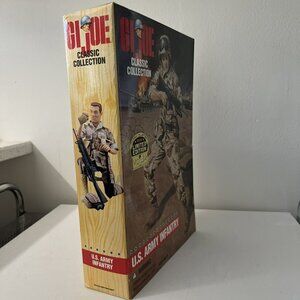 GI JOE
CLASSIC
COLLECTION
U.S. ARMY
INFANTRY
GI JOE
CLASSIC
COLLECTION
LIMITED EDITION
U.S. ARMY INFANTRY